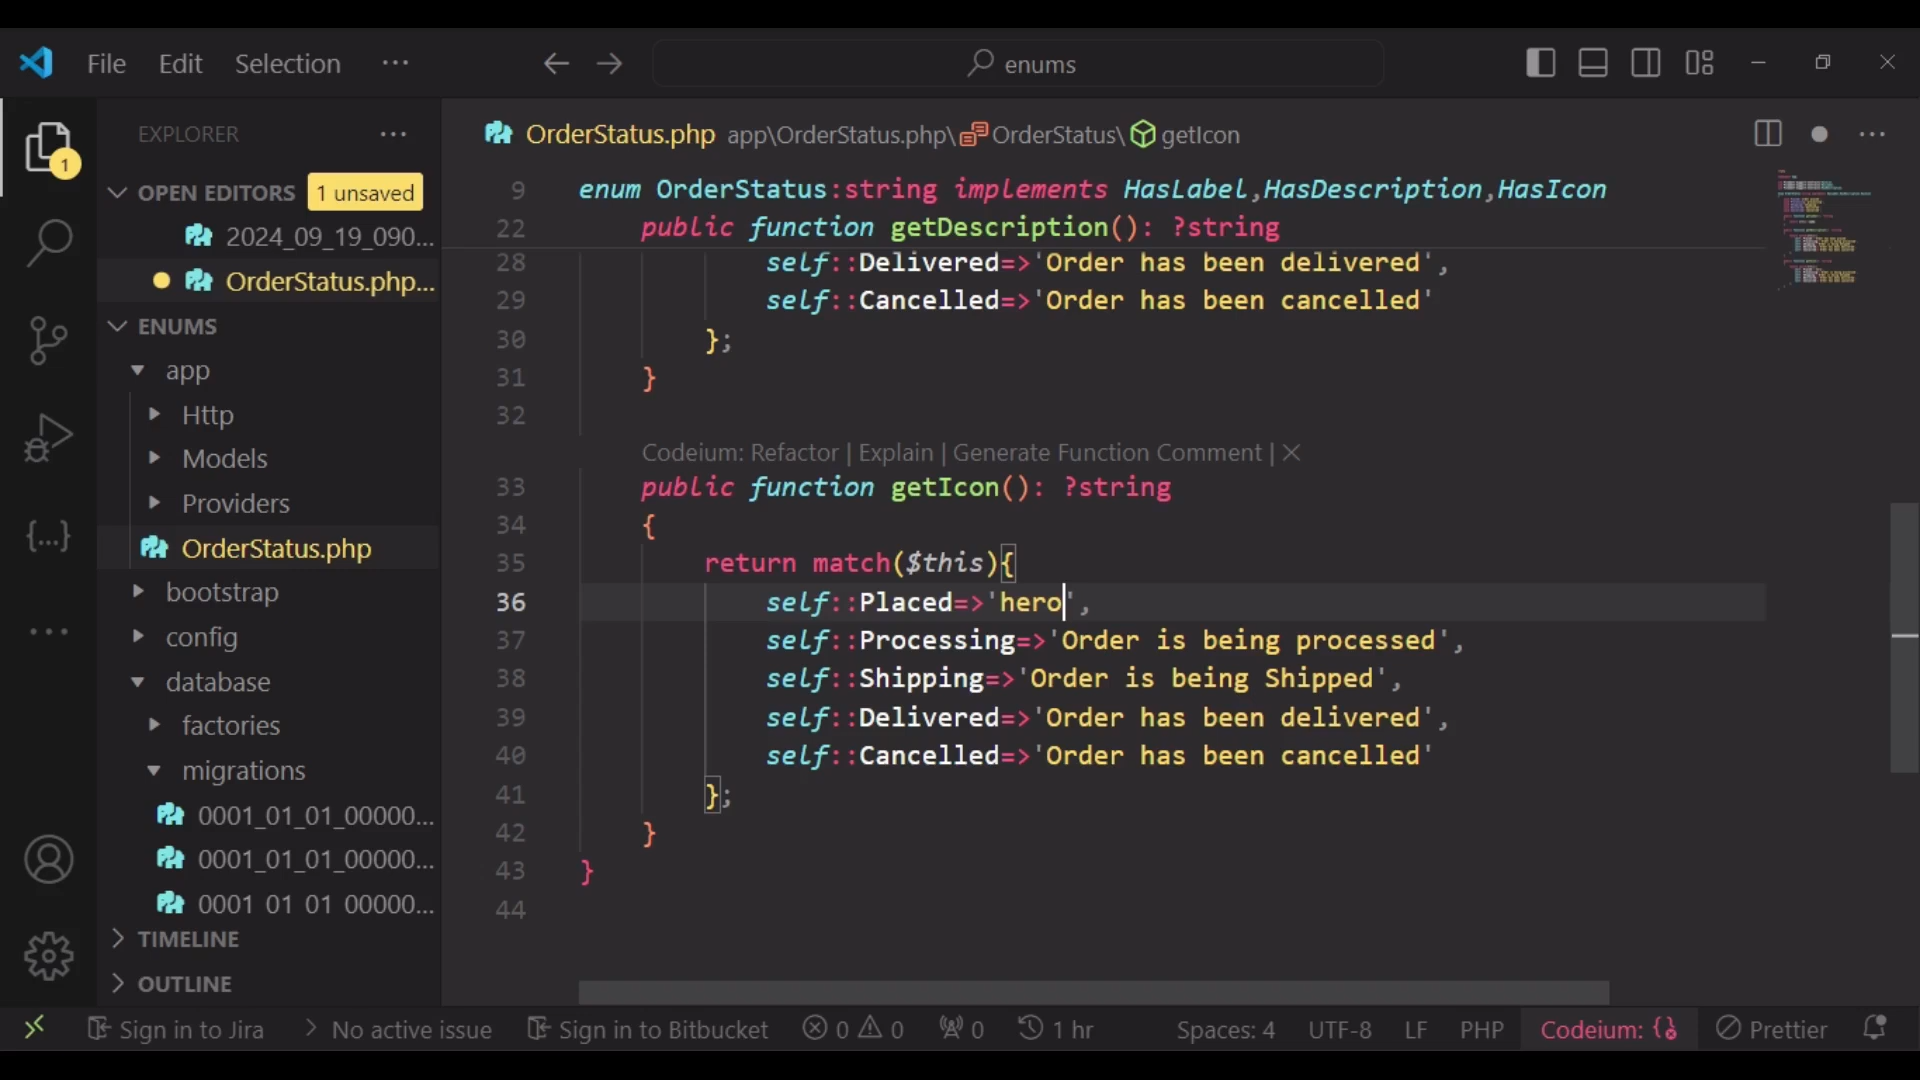 File Edit Selection ··· enums
EXPLORER ···
OPEN EDITORS 1 unsaved
2024_09_19_090...
OrderStatus.php...
ENUMS
app
Http
Models
Providers
OrderStatus.php
bootstrap
config
database
factories
migrations
0001_01_01_00000...
0001_01_01_00000...
0001 01 01 00000...
TIMELINE
OUTLINE
1
{...}
OrderStatus.php app\OrderStatus.php\ OrderStatus\ getIcon
9 enum OrderStatus:string implements HasLabel,HasDescription,HasIcon
22 public function getDescription(): ?string
28 self::Delivered=>'Order has been delivered',
29 self::Cancelled=>'Order has been cancelled'
30 };
31 }
32
Codeium: Refactor | Explain | Generate Function Comment | ×
33 public function getIcon(): ?string
34 {
35 return match($this){
36 self::Placed=>'hero',
37 self::Processing=>'Order is being processed',
38 self::Shipping=>'Order is being Shipped',
39 self::Delivered=>'Order has been delivered',
40 self::Cancelled=>'Order has been cancelled'
41 };
42 }
43 }
44
Sign in to Jira No active issue Sign in to Bitbucket 0 0 0 1 hr Spaces: 4 UTF-8 LF PHP Codeium: {} Prettier